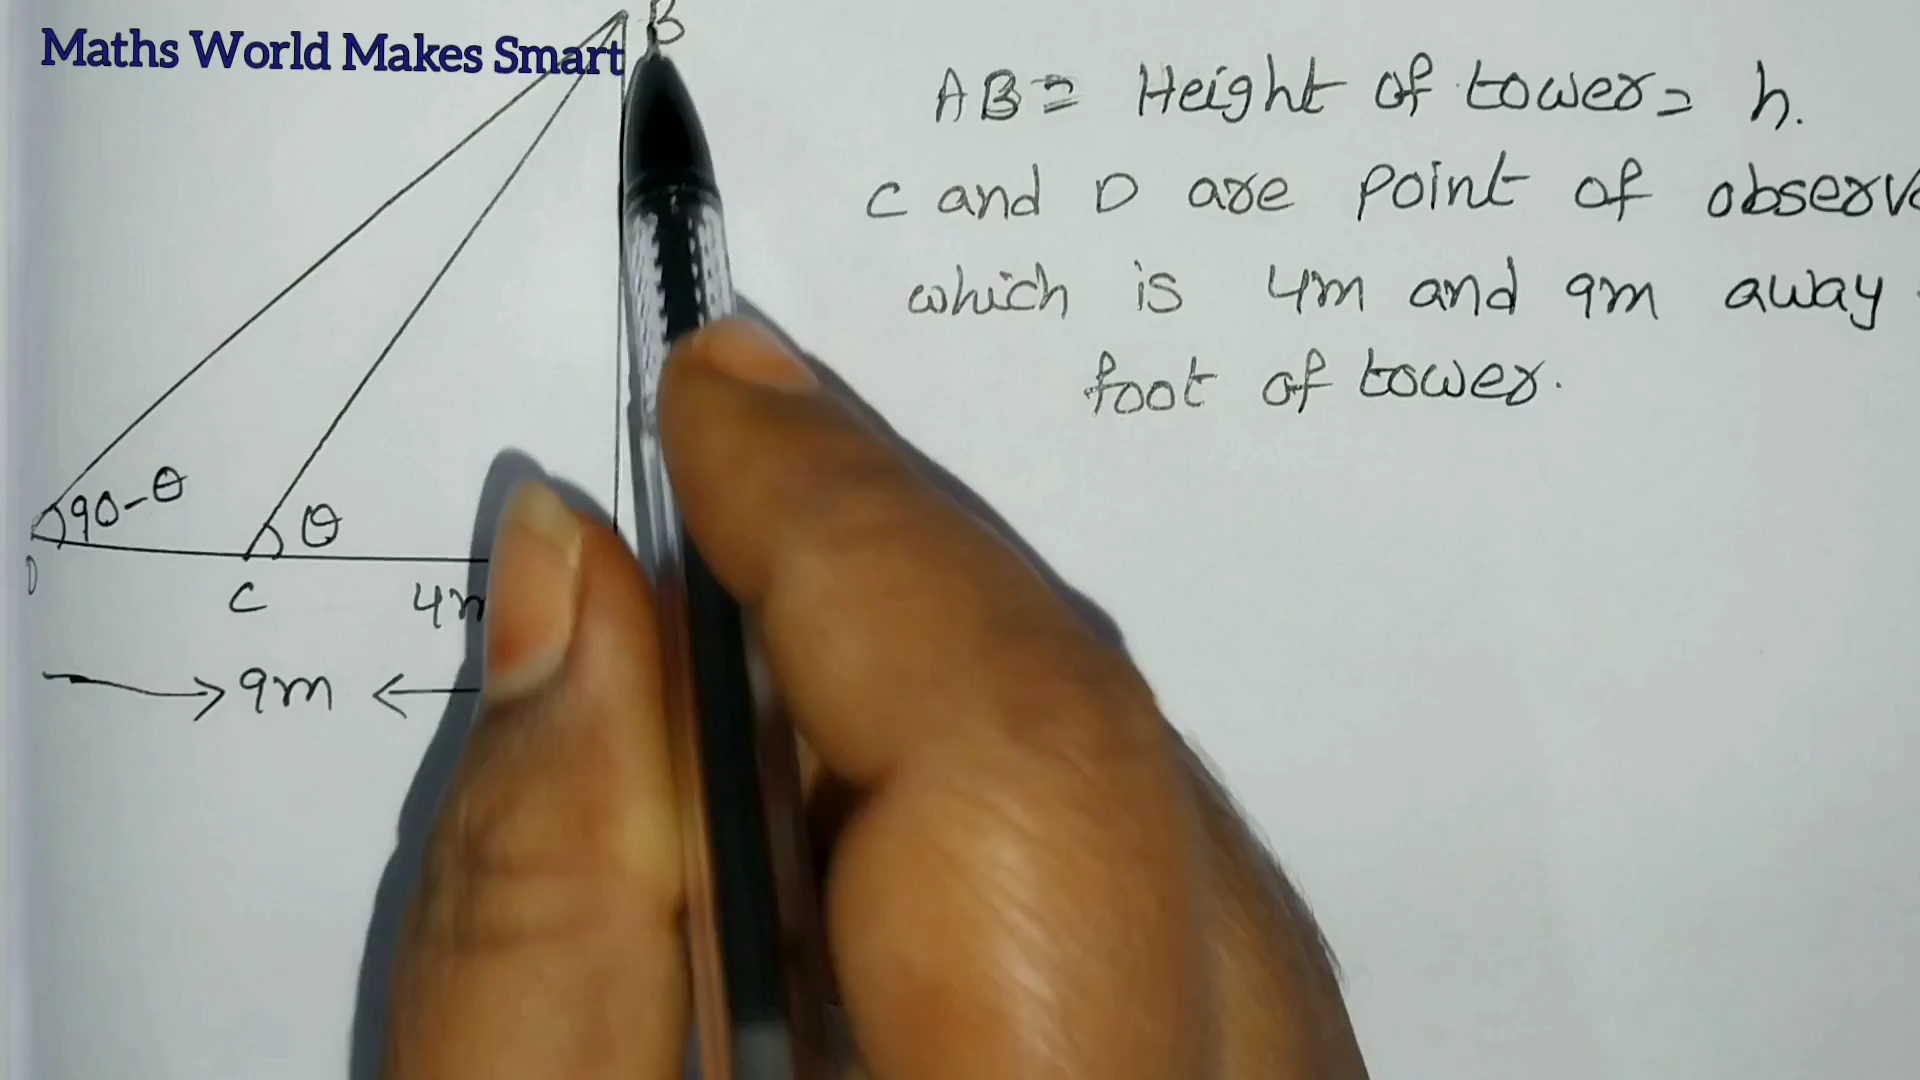 Maths World Makes Smart
B
AB = Height of tower = h.
C and D are point of
which is 4m and 9m away
foot of tower.
90-θ
θ
D
C
4m
9m